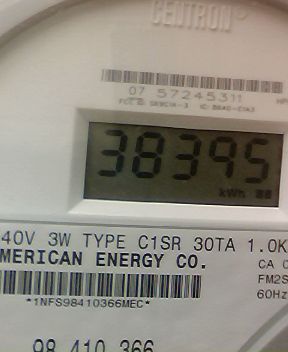 CENTRON
07 57245311
38395
kWh
40V 3W TYPE C1SR 30TA 1.0K
MERICAN ENERGY CO.
CA 0
FM2S
60Hz
*1NFS98410366MEC*
98 410 366